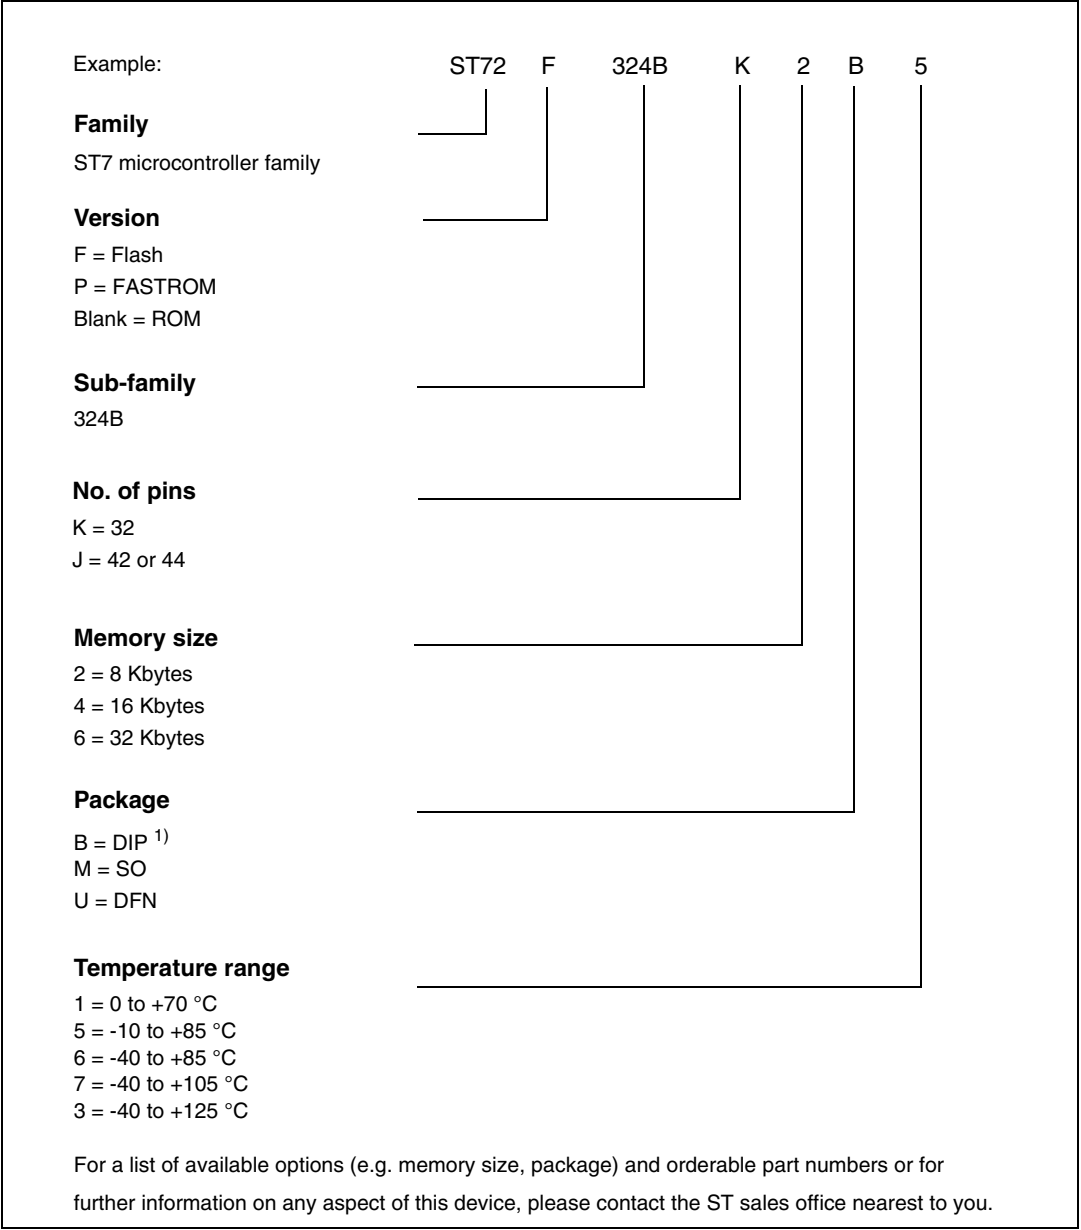 Example: ST72 F 324B K 2 B 5
Family
ST7 microcontroller family
Version
F = Flash
P = FASTROM
Blank = ROM
Sub-family
324B
No. of pins
K = 32
J = 42 or 44
Memory size
2 = 8 Kbytes
4 = 16 Kbytes
6 = 32 Kbytes
Package
B = DIP 1)
M = SO
U = DFN
Temperature range
1 = 0 to +70 °C
5 = -10 to +85 °C
6 = -40 to +85 °C
7 = -40 to +105 °C
3 = -40 to +125 °C
For a list of available options (e.g. memory size, package) and orderable part numbers or for
further information on any aspect of this device, please contact the ST sales office nearest to you.